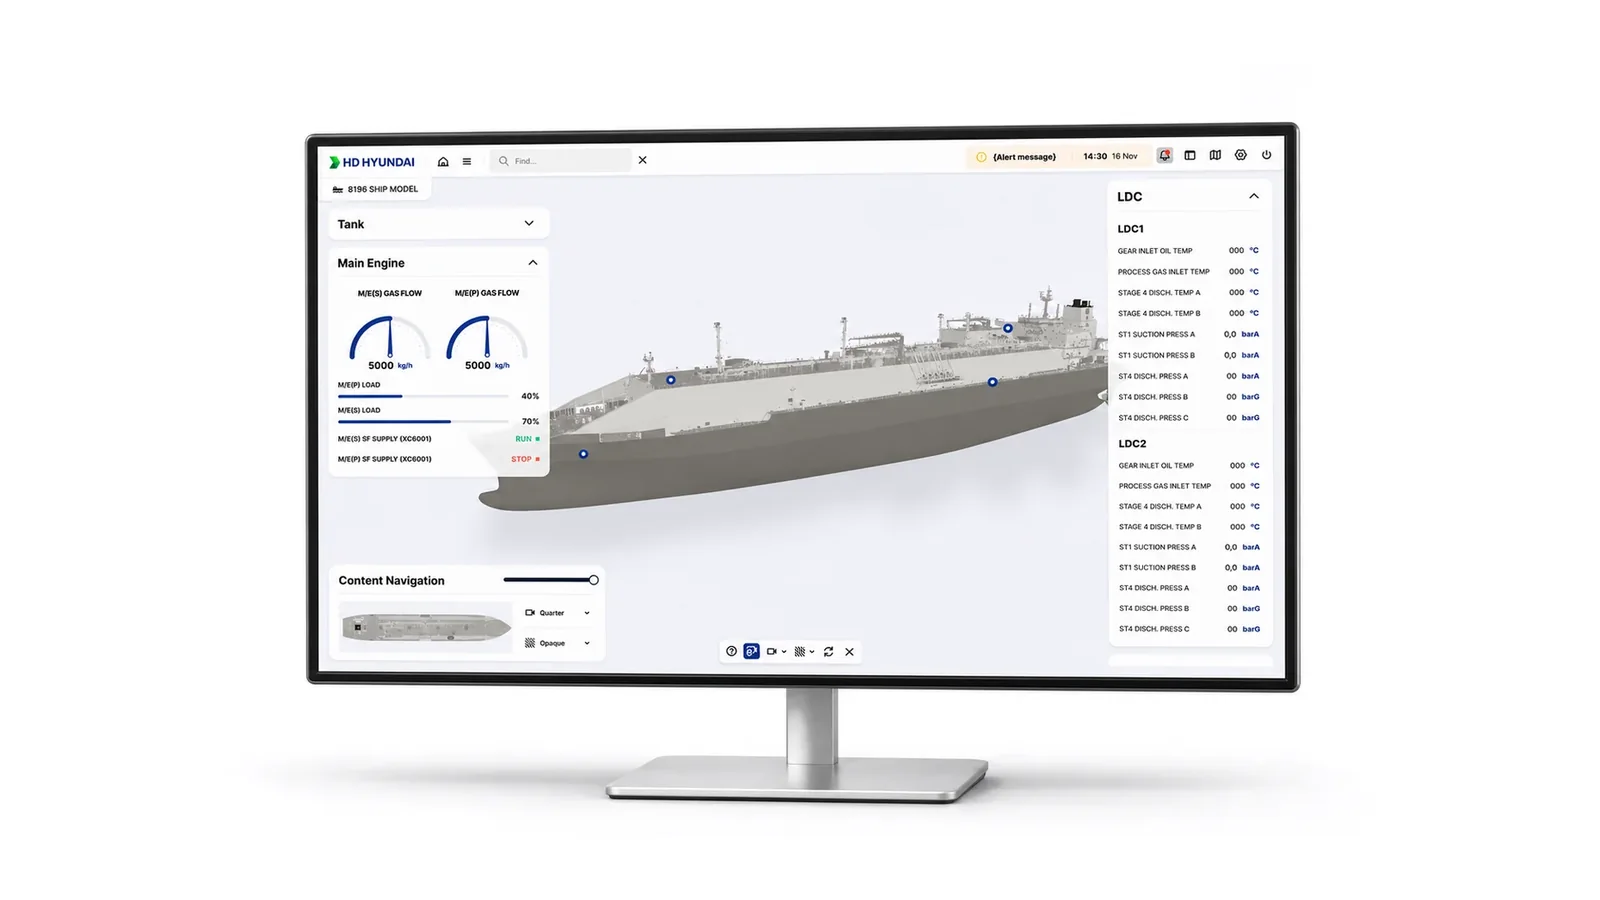 HD HYUNDAI
Find...
{Alert message}
14:30 16 Nov
8196 SHIP MODEL
Tank
Main Engine
M/E(S) GAS FLOW M/E(P) GAS FLOW
5000 kg/h 5000 kg/h
M/E(P) LOAD
40%
M/E(S) LOAD
70%
M/E(S) SF SUPPLY (XC6001) RUN
M/E(P) SF SUPPLY (XC6001) STOP
Content Navigation
Quarter
Opaque
LDC
LDC1
GEAR INLET OIL TEMP 000 °C
PROCESS GAS INLET TEMP 000 °C
STAGE 4 DISCH. TEMP A 000 °C
STAGE 4 DISCH. TEMP B 000 °C
ST1 SUCTION PRESS A 0,0 barA
ST1 SUCTION PRESS B 0,0 barA
ST4 DISCH. PRESS A 00 barA
ST4 DISCH. PRESS B 00 barG
ST4 DISCH. PRESS C 00 barG
LDC2
GEAR INLET OIL TEMP 000 °C
PROCESS GAS INLET TEMP 000 °C
STAGE 4 DISCH. TEMP A 000 °C
STAGE 4 DISCH. TEMP B 000 °C
ST1 SUCTION PRESS A 0,0 barA
ST1 SUCTION PRESS B 0,0 barA
ST4 DISCH. PRESS A 00 barA
ST4 DISCH. PRESS B 00 barG
ST4 DISCH. PRESS C 00 barG